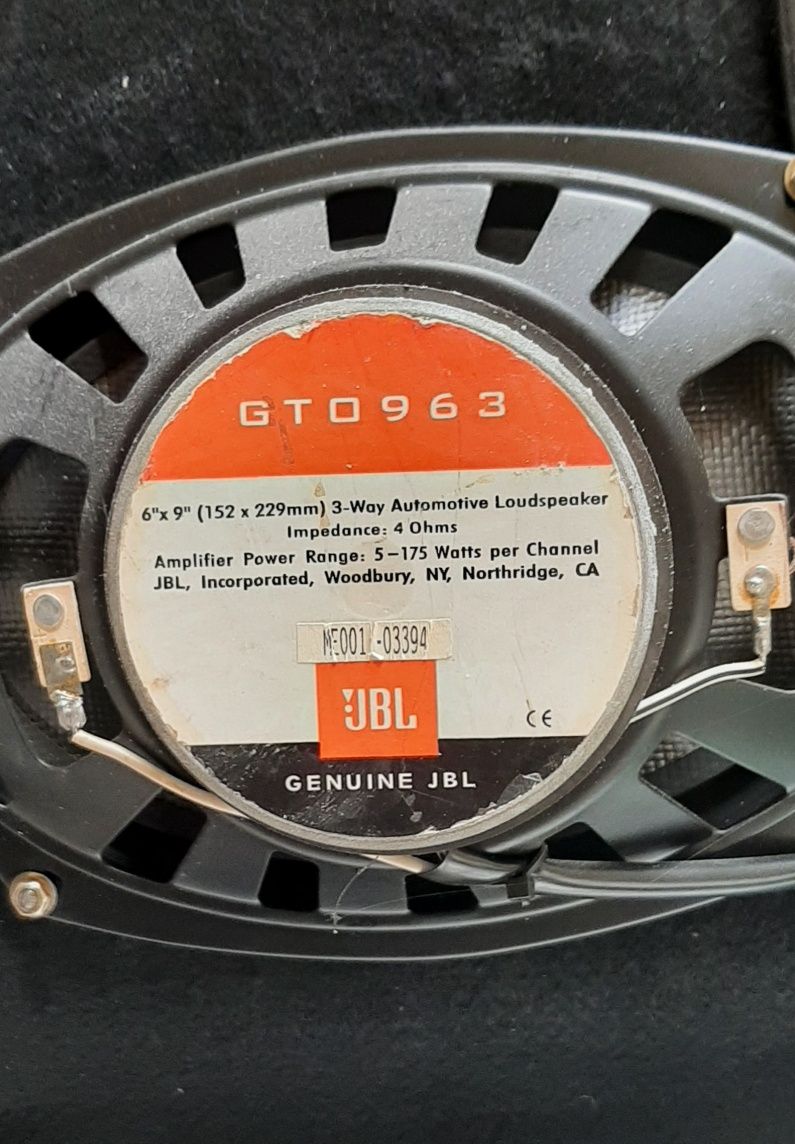 GTO963
6"x 9" (152 x 229mm) 3-Way Automotive Loudspeaker
Impedance: 4 Ohms
Amplifier Power Range: 5–175 Watts per Channel
JBL, Incorporated, Woodbury, NY, Northridge, CA
ME001 -03394
JBL
CE
GENUINE JBL